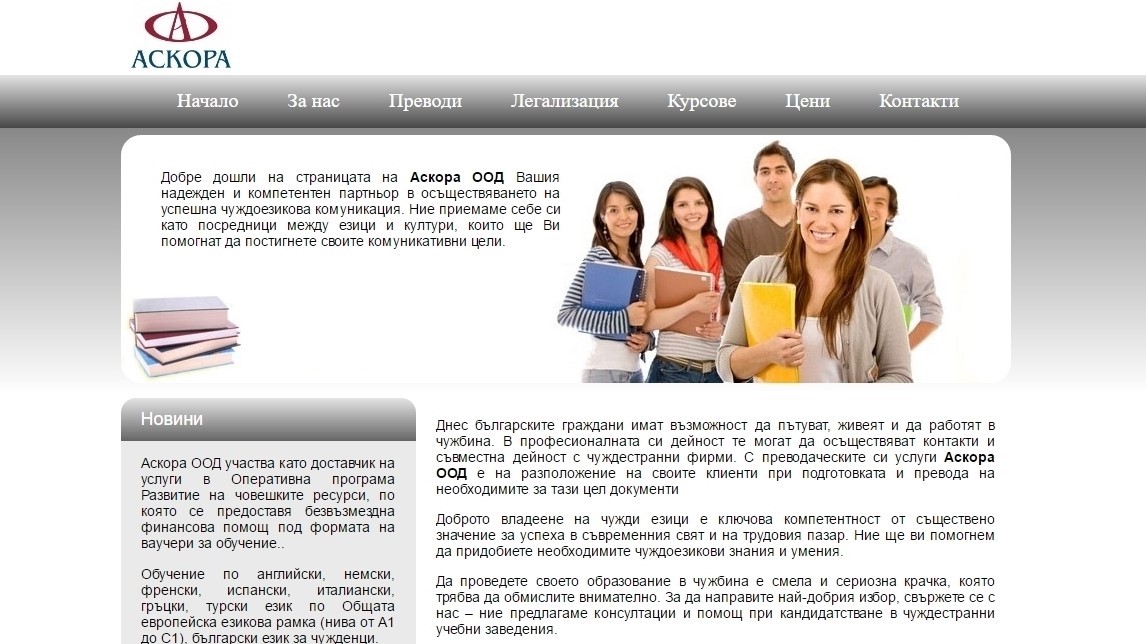 АСКОРА
Начало За нас Преводи Легализация Курсове Цени Контакти
Добре дошли на страницата на Аскора ООД Вашия
надежден и компетентен партньор в осъществяването на
успешна чуждоезикова комуникация. Ние приемаме себе си
като посредници между езици и култури, които ще Ви
помогнат да постигнете своите комуникативни цели.
Новини
Аскора ООД участва като доставчик на
услуги в Оперативна програма
Развитие на човешките ресурси, по
която се предоставя безвъзмездна
финансова помощ под формата на
ваучери за обучение..
Обучение по английски, немски,
френски, испански, италиански,
гръцки, турски език по Общата
европейска езикова рамка (нива от А1
до С1), български език за чужденци.
Днес българските граждани имат възможност да пътуват, живеят и да работят в
чужбина. В професионалната си дейност те могат да осъществяват контакти и
съвместна дейност с чуждестранни фирми. С преводаческите си услуги Аскора
ООД е на разположение на своите клиенти при подготовката и превода на
необходимите за тази цел документи
Доброто владеене на чужди езици е ключова компетентност от съществено
значение за успеха в съвременния свят и на трудовия пазар. Ние ще ви помогнем
да придобиете необходимите чуждоезикови знания и умения.
Да проведете своето образование в чужбина е смела и сериозна крачка, която
трябва да обмислите внимателно. За да направите най-добрия избор, свържете се с
нас – ние предлагаме консултации и помощ при кандидатстване в чуждестранни
учебни заведения.